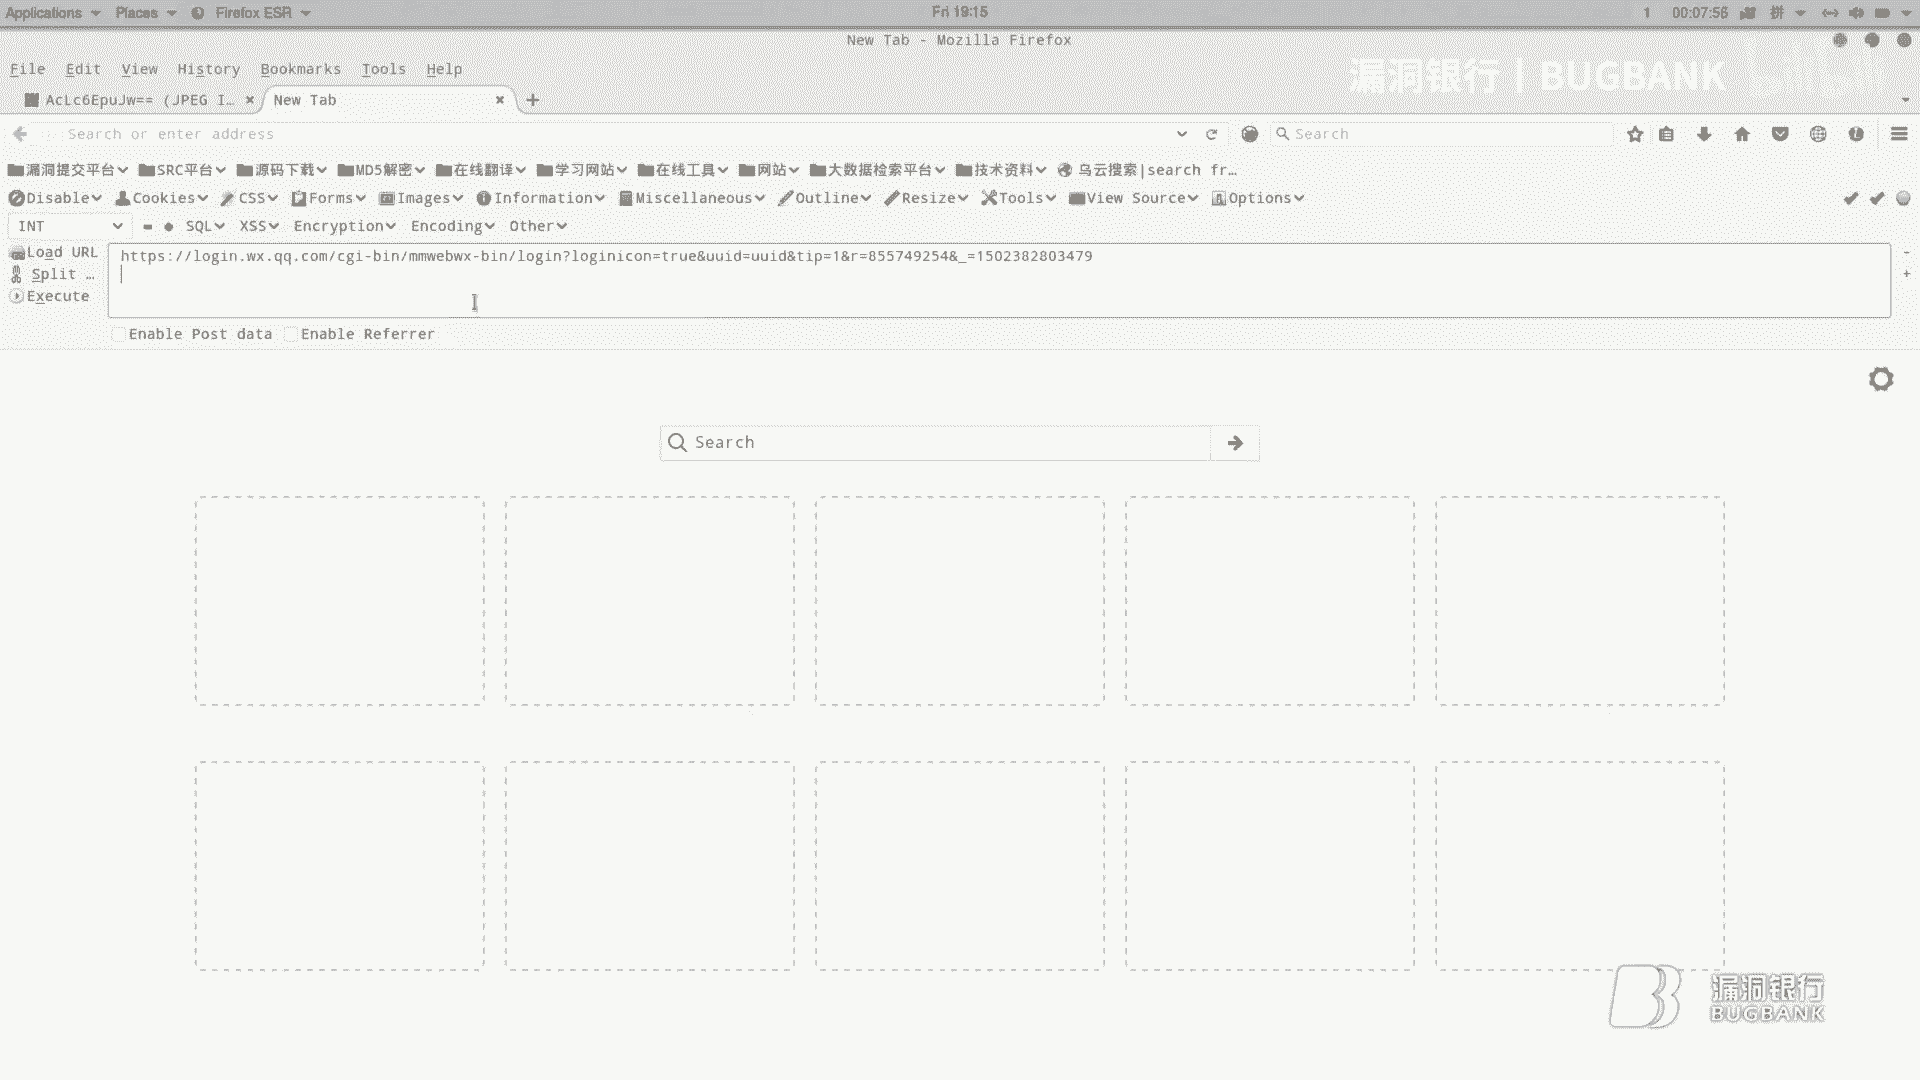 Applications Places Firefox ESR Fri 19:15 1 00:07:56 拼
New Tab - Mozilla Firefox
File Edit View History Bookmarks Tools Help
漏洞银行 | BUGBANK
AcLc6EpuJw== (JPEG I… New Tab
Search or enter address Search
漏洞提交平台 SRC平台 源码下载 MD5解密 在线翻译 学习网站 在线工具 网站 大数据检索平台 技术资料 乌云搜索|search fr…
Disable Cookies CSS Forms Images Information Miscellaneous Outline Resize Tools View Source Options
INT SQL XSS Encryption Encoding Other
Load URL https://login.wx.qq.com/cgi-bin/mmwebwx-bin/login?loginicon=true&uuid=uuid&tip=1&r=855749254&_=1502382803479
Split …
Execute
Enable Post data Enable Referrer
Search
漏洞银行
BUGBANK